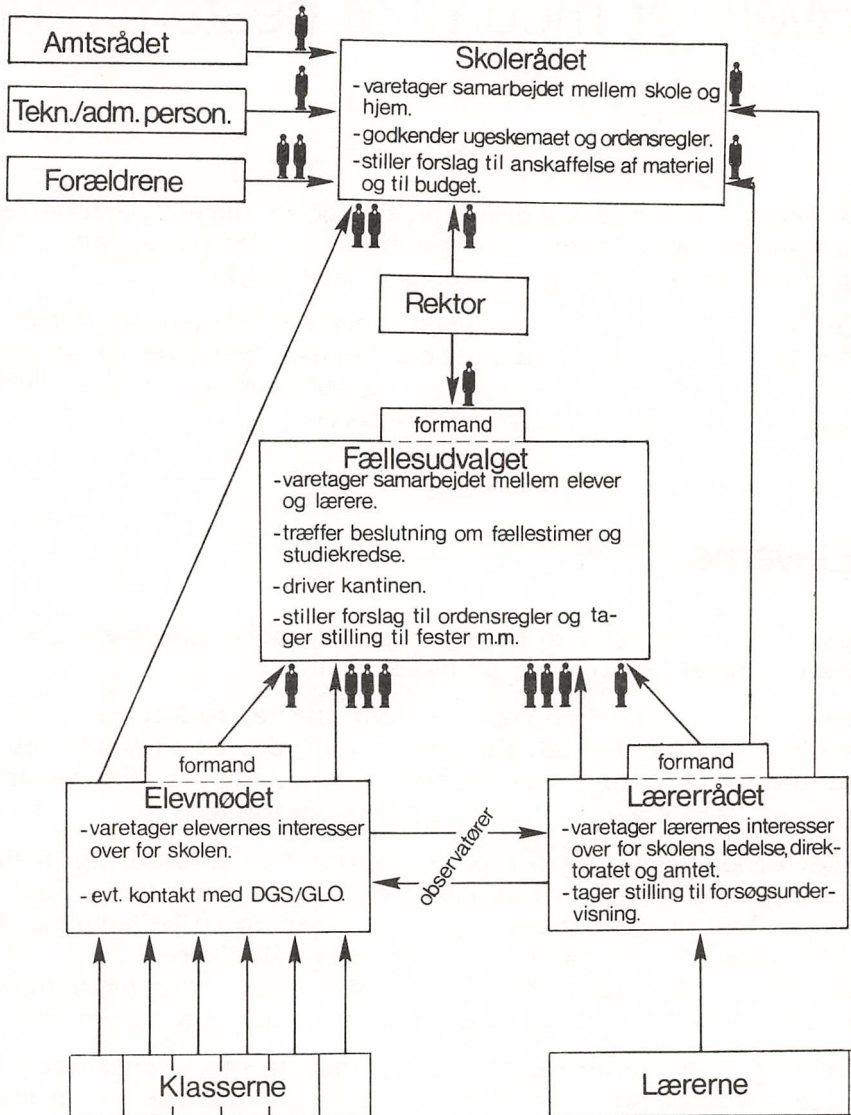 Amtsrådet
Tekn./adm. person.
Forældrene
Skolerådet
- varetager samarbejdet mellem skole og
hjem.
- godkender ugeskemaet og ordensregler.
- stiller forslag til anskaffelse af materiel
og til budget.
Rektor
formand
Fællesudvalget
- varetager samarbejdet mellem elever
og lærere.
- træffer beslutning om fællestimer og
studiekredse.
- driver kantinen.
- stiller forslag til ordensregler og ta-
ger stilling til fester m.m.
formand
Elevmødet
- varetager elevernes interesser
over for skolen.
- evt. kontakt med DGS/GLO.
observatører
formand
Lærerrådet
- varetager lærernes interesser
over for skolens ledelse, direk-
toratet og amtet.
- tager stilling til forsøgsunder-
visning.
Klasserne
Lærerne